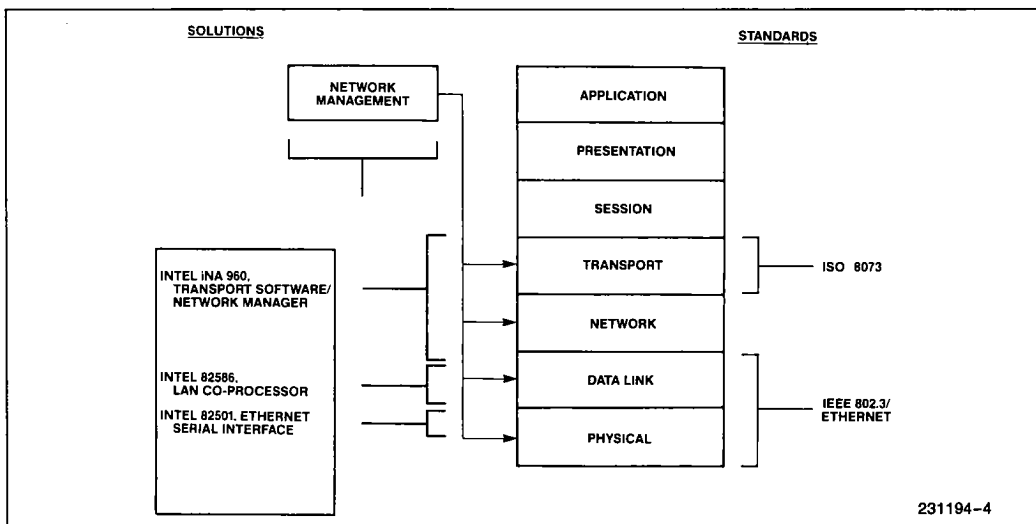 SOLUTIONS
STANDARDS
NETWORK
MANAGEMENT
APPLICATION
PRESENTATION
SESSION
TRANSPORT
NETWORK
DATA LINK
PHYSICAL
INTEL iNA 960,
TRANSPORT SOFTWARE/
NETWORK MANAGER
INTEL 82586,
LAN CO-PROCESSOR
INTEL 82501, ETHERNET
SERIAL INTERFACE
ISO 8073
IEEE 802.3/
ETHERNET
231194–4